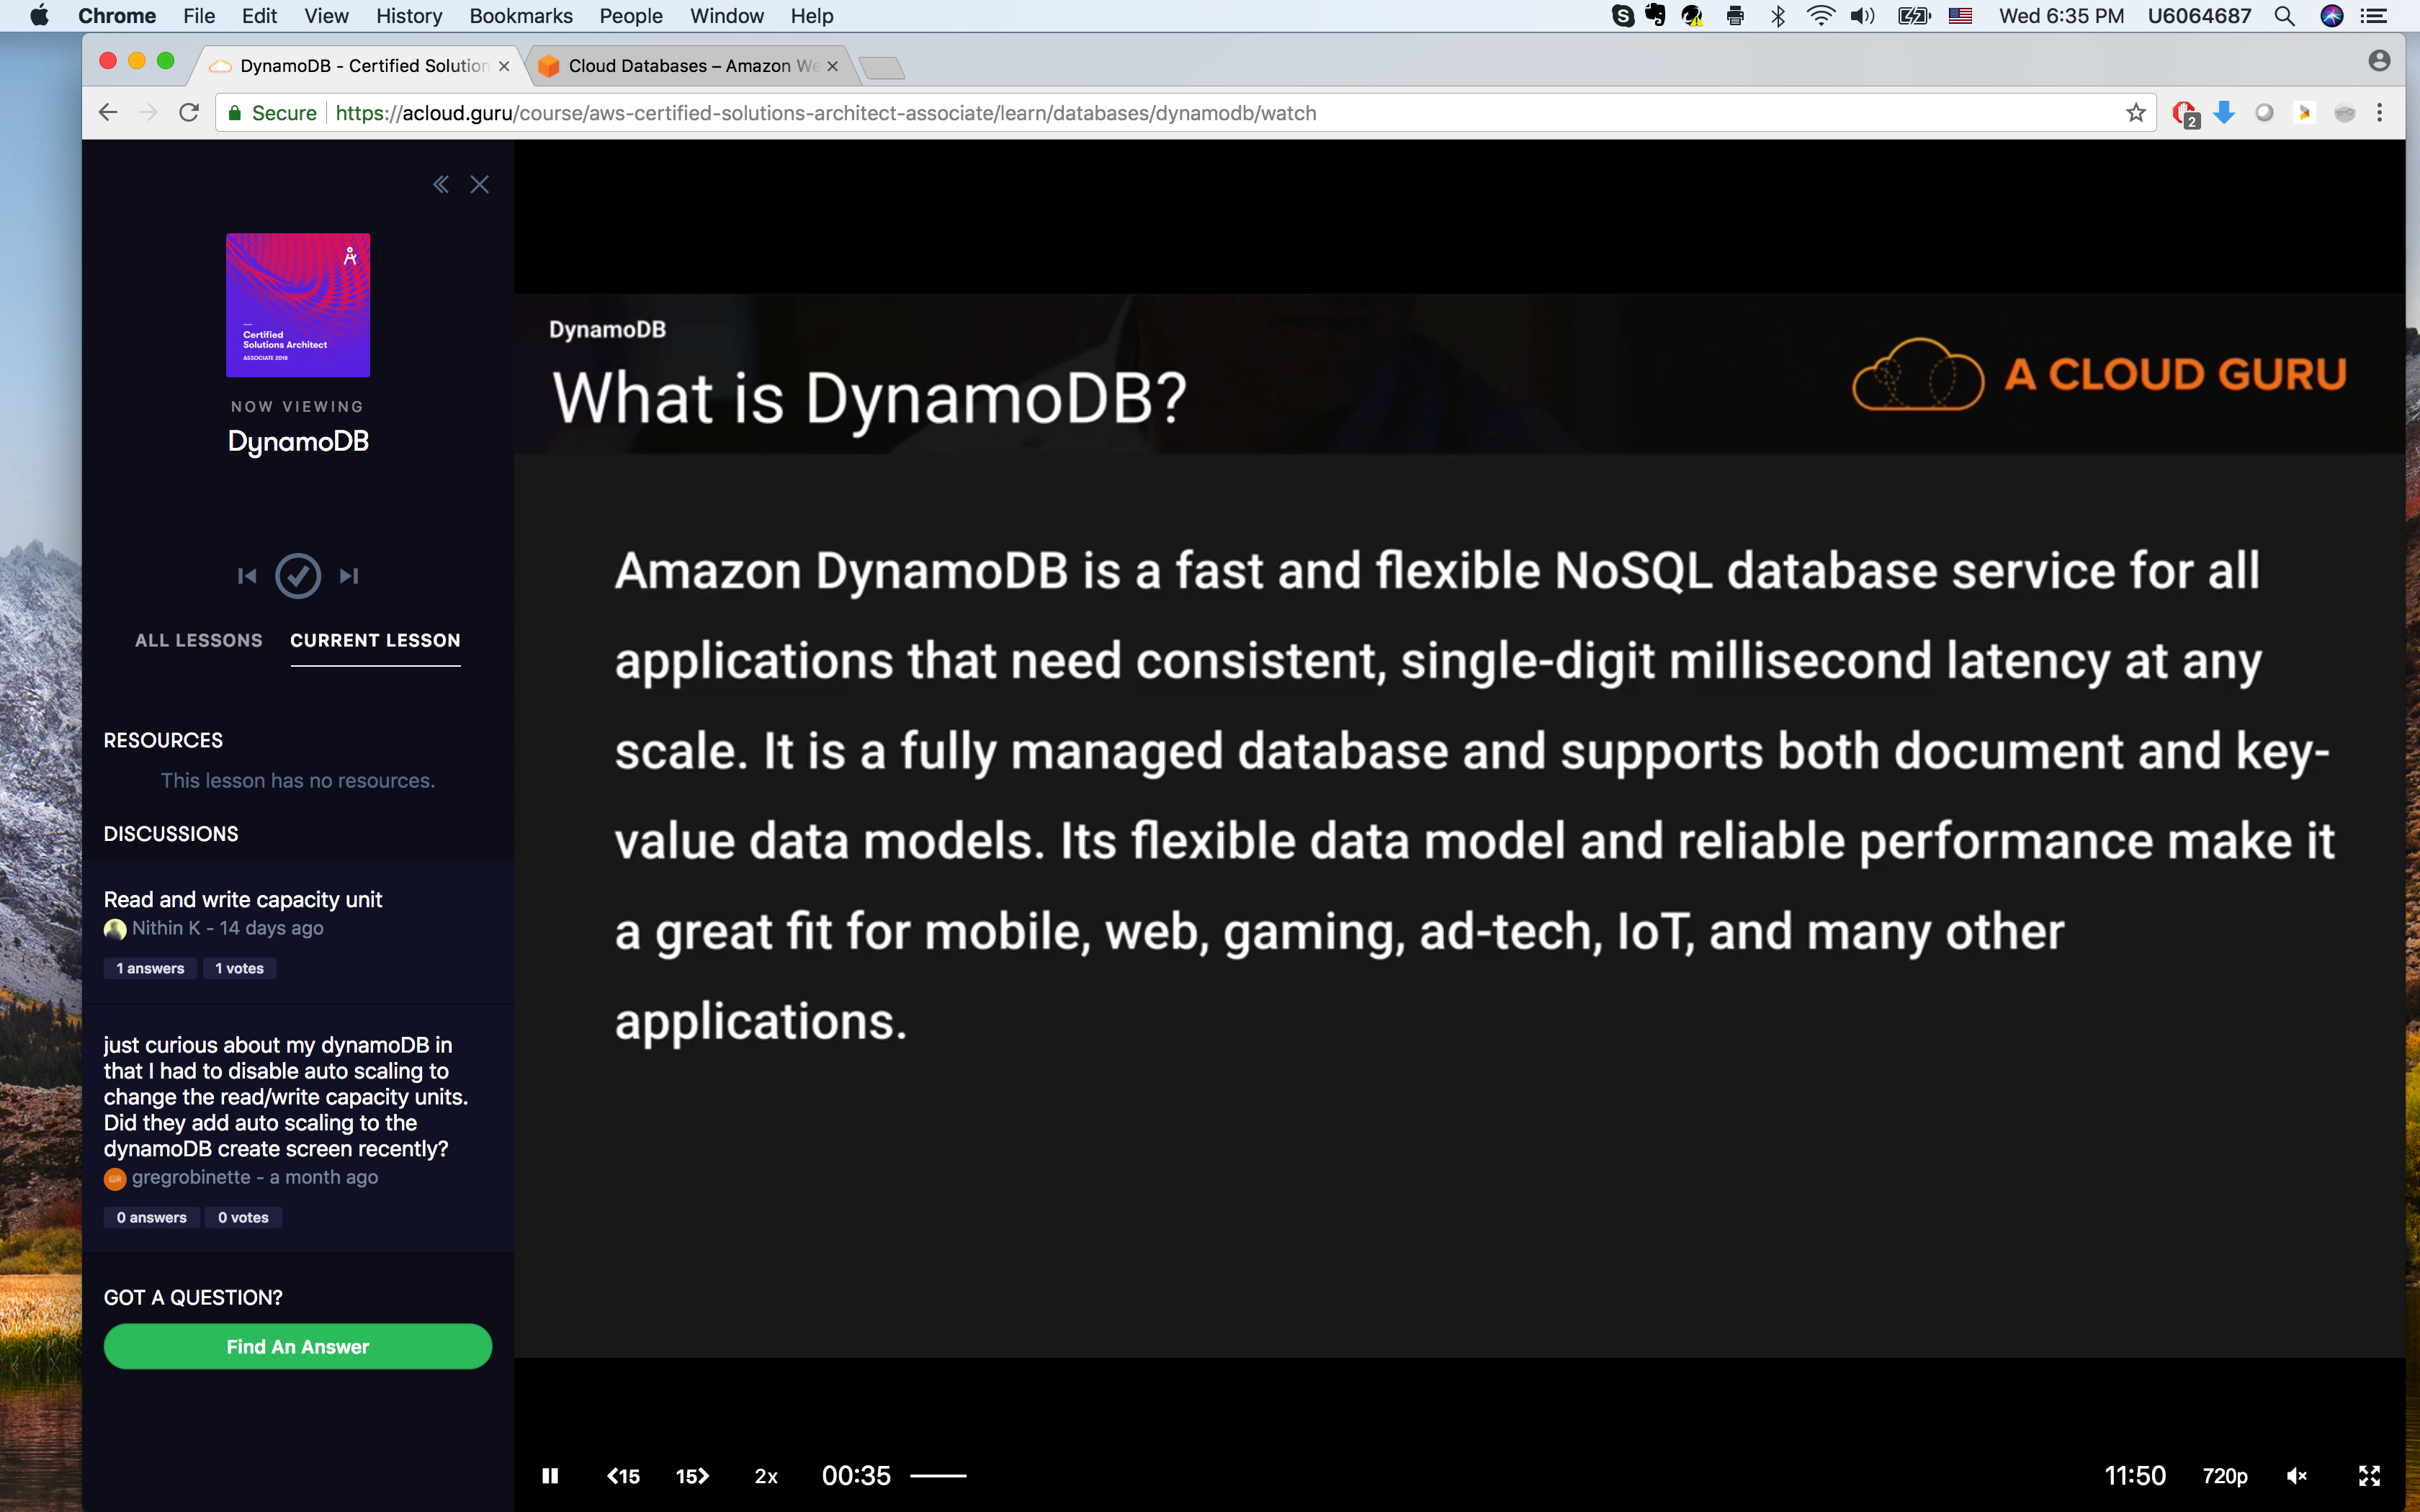 Chrome File Edit View History Bookmarks People Window Help
Wed 6:35 PM U6064687
DynamoDB - Certified Solution
Cloud Databases – Amazon We
Secure https://acloud.guru/course/aws-certified-solutions-architect-associate/learn/databases/dynamodb/watch
2
Certified
Solutions Architect
ASSOCIATE 2018
NOW VIEWING
DynamoDB
ALL LESSONS CURRENT LESSON
RESOURCES
This lesson has no resources.
DISCUSSIONS
Read and write capacity unit
Nithin K - 14 days ago
1 answers 1 votes
just curious about my dynamoDB in
that I had to disable auto scaling to
change the read/write capacity units.
Did they add auto scaling to the
dynamoDB create screen recently?
GR gregrobinette - a month ago
0 answers 0 votes
GOT A QUESTION?
Find An Answer
DynamoDB
What is DynamoDB?
A CLOUD GURU
Amazon DynamoDB is a fast and flexible NoSQL database service for all
applications that need consistent, single-digit millisecond latency at any
scale. It is a fully managed database and supports both document and key-
value data models. Its flexible data model and reliable performance make it
a great fit for mobile, web, gaming, ad-tech, IoT, and many other
applications.
15 15 2x 00:35 11:50 720p